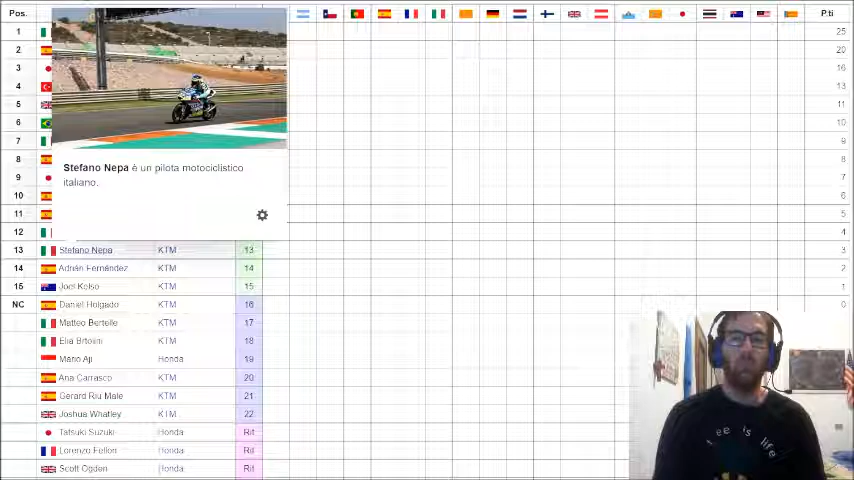 Pos. P.ti
1 25
2 20
3 16
4 13
5 11
6 10
7 9
8 8
9 7
10 6
11 5
12 4
Stefano Nepa è un pilota motociclistico
italiano.
13 Stefano Nepa KTM 13 3
14 Adrián Fernández KTM 14 2
15 Joel Kelso KTM 15 1
NC Daniel Holgado KTM 16 0
Matteo Bertelle KTM 17
Elia Brtolini KTM 18
Mario Aji Honda 19
Ana Carrasco KTM 20
Gerard Riu Male KTM 21
Joshua Whatley KTM 22
Tatsuki Suzuki Honda Rit
Lorenzo Fellon Honda Rit
Scott Ogden Honda Rit
is life